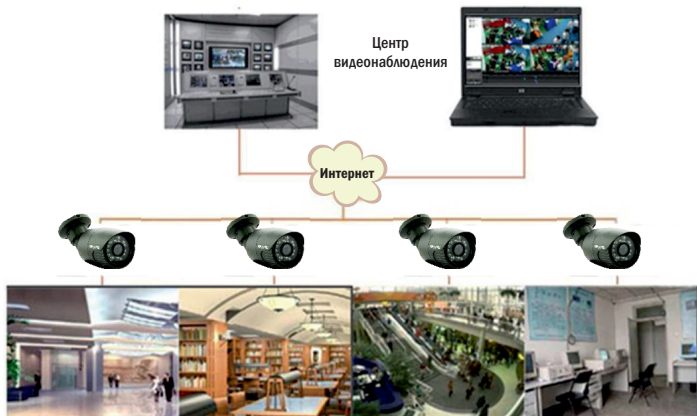 Центр
видеонаблюдения
Интернет